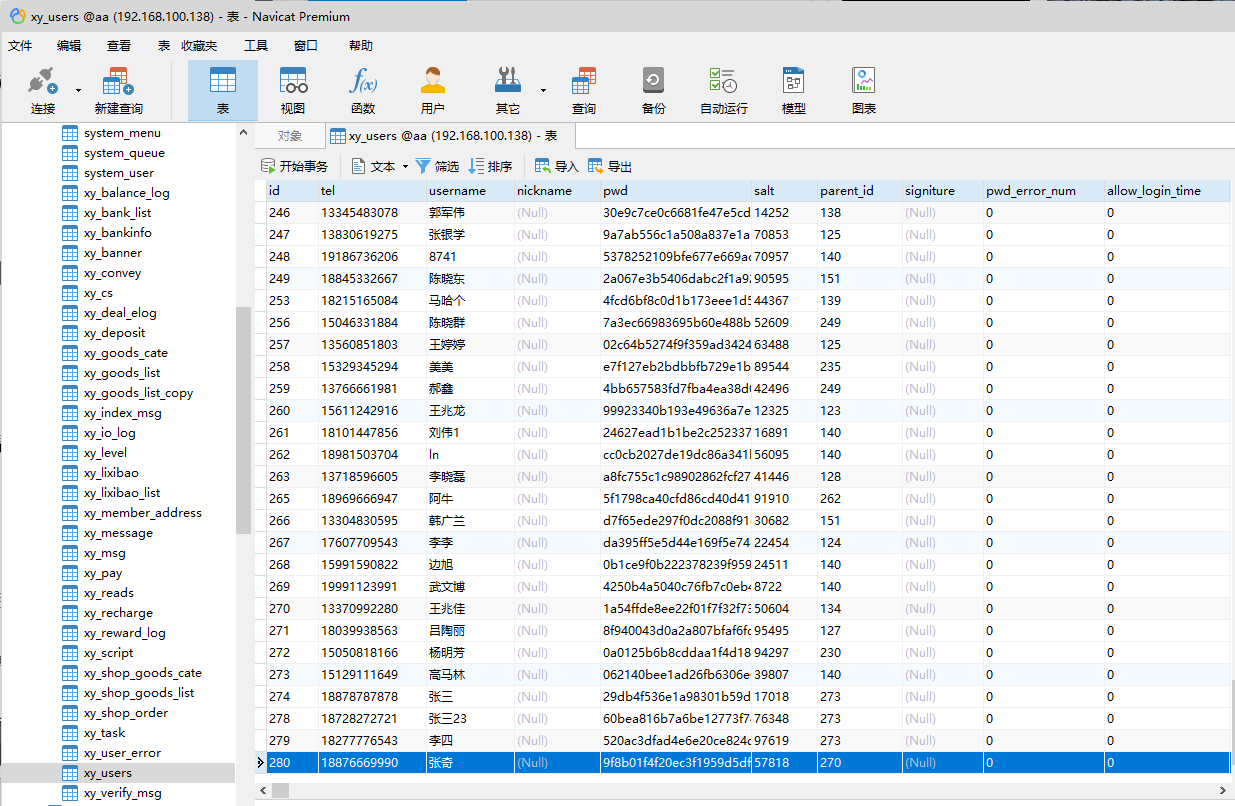 xy_users @aa (192.168.100.138) - 表 - Navicat Premium
文件 编辑 查看 表 收藏夹 工具 窗口 帮助
连接 新建查询 表 视图 函数 用户 其它 查询 备份 自动运行 模型 图表
system_menu
system_queue
system_user
xy_balance_log
xy_bank_list
xy_bankinfo
xy_banner
xy_convey
xy_cs
xy_deal_elog
xy_deposit
xy_goods_cate
xy_goods_list
xy_goods_list_copy
xy_index_msg
xy_io_log
xy_level
xy_lixibao
xy_lixibao_list
xy_member_address
xy_message
xy_msg
xy_pay
xy_reads
xy_recharge
xy_reward_log
xy_script
xy_shop_goods_cate
xy_shop_goods_list
xy_shop_order
xy_task
xy_user_error
xy_users
xy_verify_msg
对象 xy_users @aa (192.168.100.138) - 表
开始事务 文本 筛选 排序 导入 导出
id tel username nickname pwd salt parent_id signiture pwd_error_num allow_login_time
246 13345483078 郭军伟 (Null) 30e9c7ce0c6681fe47e5cd 14252 138 (Null) 0 0
247 13830619275 张银学 (Null) 9a7ab556c1a508a837e1a 70853 125 (Null) 0 0
248 19186736206 8741 (Null) 5378252109bfe677e669a 70957 140 (Null) 0 0
249 18845332667 陈晓东 (Null) 2a067e3b5406dabc2f1a9 90595 151 (Null) 0 0
253 18215165084 马哈个 (Null) 4fcd6bf8c0d1b173eee1d5 44367 139 (Null) 0 0
256 15046331884 陈晓群 (Null) 7a3ec66983695b60e488b 52609 249 (Null) 0 0
257 13560851803 王婷婷 (Null) 02c64b5274f9f359ad3424 63488 125 (Null) 0 0
258 15329345294 美美 (Null) e7f127eb2bdbbfb729e1b 89544 235 (Null) 0 0
259 13766661981 郝鑫 (Null) 4bb657583fd7fba4ea38d 42496 249 (Null) 0 0
260 15611242916 王兆龙 (Null) 99923340b193e49636a7e 12325 123 (Null) 0 0
261 18101447856 刘伟1 (Null) 24627ead1b1be2c252337 16891 140 (Null) 0 0
262 18981503704 ln (Null) cc0cb2027de19dc86a341 56095 140 (Null) 0 0
263 13718596605 李晓磊 (Null) a8fc755c1c98902862fcf27 41446 128 (Null) 0 0
265 18969666947 阿牛 (Null) 5f1798ca40cfd86cd40d41 91910 262 (Null) 0 0
266 13304830595 韩广兰 (Null) d7f65ede297f0dc2088f91 30682 151 (Null) 0 0
267 17607709543 李李 (Null) da395ff5e5d44e169f5e74 22454 124 (Null) 0 0
268 15991590822 边旭 (Null) 0b1ce9f0b222378239f959 24511 140 (Null) 0 0
269 19991123991 武文博 (Null) 4250b4a5040c76fb7c0eb 8722 140 (Null) 0 0
270 13370992280 王兆佳 (Null) 1a54ffde8ee22f01f7f32f7 50604 134 (Null) 0 0
271 18039938563 吕陶丽 (Null) 8f940043d0a2a807bfaf6f 95495 127 (Null) 0 0
272 15050818166 杨明芳 (Null) 0a0125b6b8cddaa1f4d18 94297 230 (Null) 0 0
273 15129111649 高马林 (Null) 062140bee1ad26fb6306e 39807 140 (Null) 0 0
274 18878787878 张三 (Null) 29db4f536e1a98301b59d 17018 273 (Null) 0 0
278 18728272721 张三23 (Null) 60bea816b7a6be12773f7 76348 273 (Null) 0 0
279 18277776543 李四 (Null) 520ac3dfad4e6e20ce824 97619 273 (Null) 0 0
280 18876669990 张奇 (Null) 9f8b01f4f20ec3f1959d5df 57818 270 (Null) 0 0